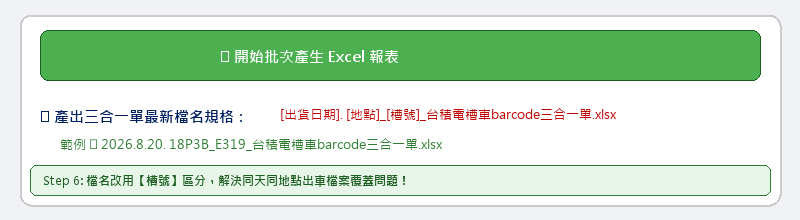 開始批次產生 Excel 報表
產出三合一單最新檔名規格: [出貨日期]. [地點]_[槽號]_台積電槽車barcode三合一單.xlsx
範例 2026.8.20. 18P3B_E319_台積電槽車barcode三合一單.xlsx
Step 6: 檔名改用【槽號】區分，解決同天同地點出車檔案覆蓋問題！